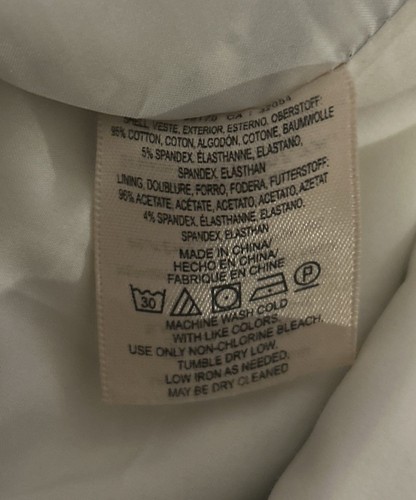 CA 32054
SHELL, VESTE, EXTERIOR, ESTERNO, OBERSTOFF:
95% COTTON, COTON, ALGODÓN, COTONE, BAUMWOLLE
5% SPANDEX, ÉLASTHANNE, ELASTANO,
SPANDEX, ELASTHAN
LINING, DOUBLURE, FORRO, FODERA, FUTTERSTOFF:
96% ACETATE, ACÉTATE, ACETATO, ACETATO, AZETAT
4% SPANDEX, ÉLASTHANNE, ELASTANO,
SPANDEX, ELASTHAN
MADE IN CHINA/
HECHO EN CHINA/
FABRIQUE EN CHINE
30 P
MACHINE WASH COLD
WITH LIKE COLORS.
USE ONLY NON-CHLORINE BLEACH.
TUMBLE DRY LOW.
LOW IRON AS NEEDED.
MAY BE DRY CLEANED